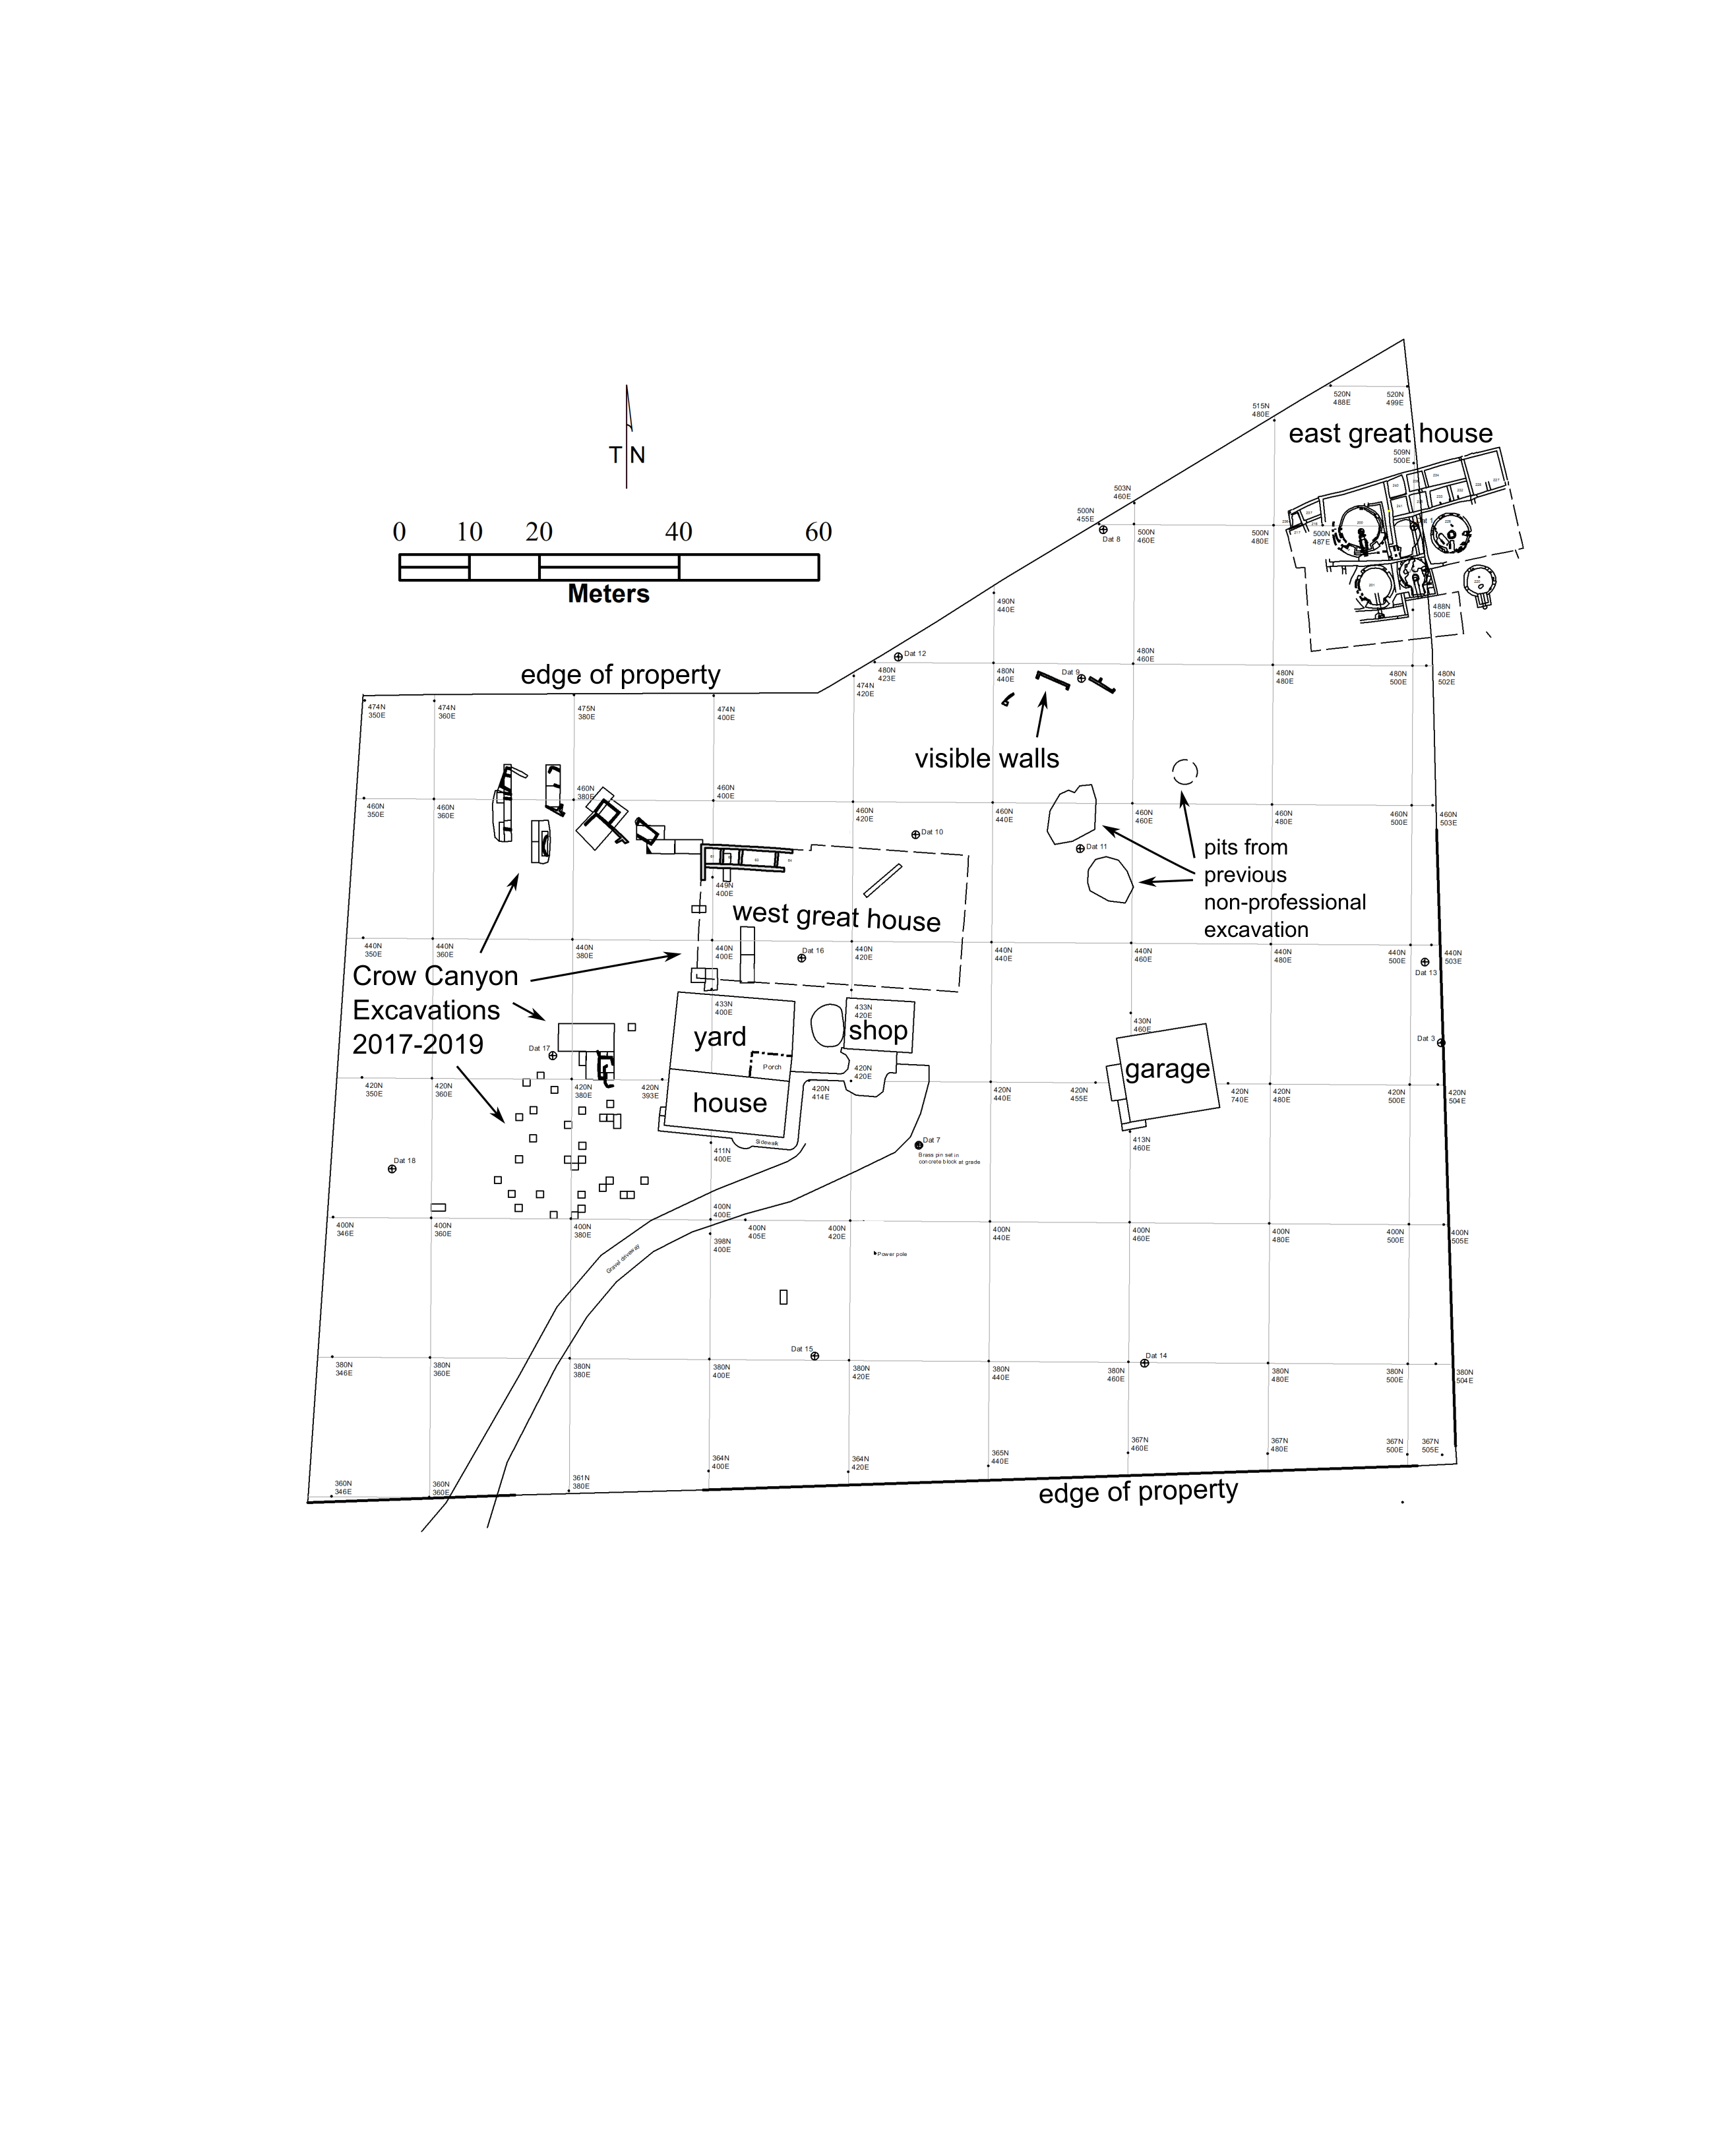 520N
488E
520N
499E
515N
480E
east great house
T N
509N
500E
503N
460E
500N
455E
Dat 8
500N
460E
500N
480E
500N
487E
Dat 1
0 10 20 40 60
Meters
490N
440E
488N
500E
Dat 12
480N
423E
480N
440E
Dat 9
480N
460E
480N
480E
480N
500E
480N
502E
edge of property
474N
420E
474N
350E
474N
360E
475N
380E
474N
400E
visible walls
460N
350E
460N
360E
460N
380E
460N
400E
460N
420E
460N
440E
460N
460E
460N
480E
460N
500E
460N
503E
Dat 10
Dat 11
pits from
previous
non-professional
excavation
449N
400E
west great house
440N
350E
440N
360E
440N
380E
440N
400E
Dat 16
440N
420E
440N
440E
440N
460E
440N
480E
440N
500E
440N
503E
Dat 13
Crow Canyon
Excavations
2017-2019
433N
400E
433N
420E
yard
shop
430N
460E
Dat 3
Dat 17
Porch
420N
420E
garage
420N
350E
420N
360E
420N
380E
420N
393E
house
420N
414E
420N
440E
420N
455E
420N
740E
420N
480E
420N
500E
420N
504E
Sidewalk
Dat 7
Brass pin set in
concrete block at grade
411N
400E
413N
460E
Dat 18
400N
346E
400N
360E
400N
380E
400N
400E
398N
400E
400N
405E
400N
420E
400N
440E
400N
460E
400N
480E
400N
500E
400N
505E
Gravel driveway
Power pole
Dat 15
Dat 14
380N
346E
380N
360E
380N
380E
380N
400E
380N
420E
380N
440E
380N
460E
380N
480E
380N
500E
380N
504E
360N
346E
360N
360E
361N
380E
364N
400E
364N
420E
365N
440E
367N
460E
367N
480E
367N
500E
367N
505E
edge of property